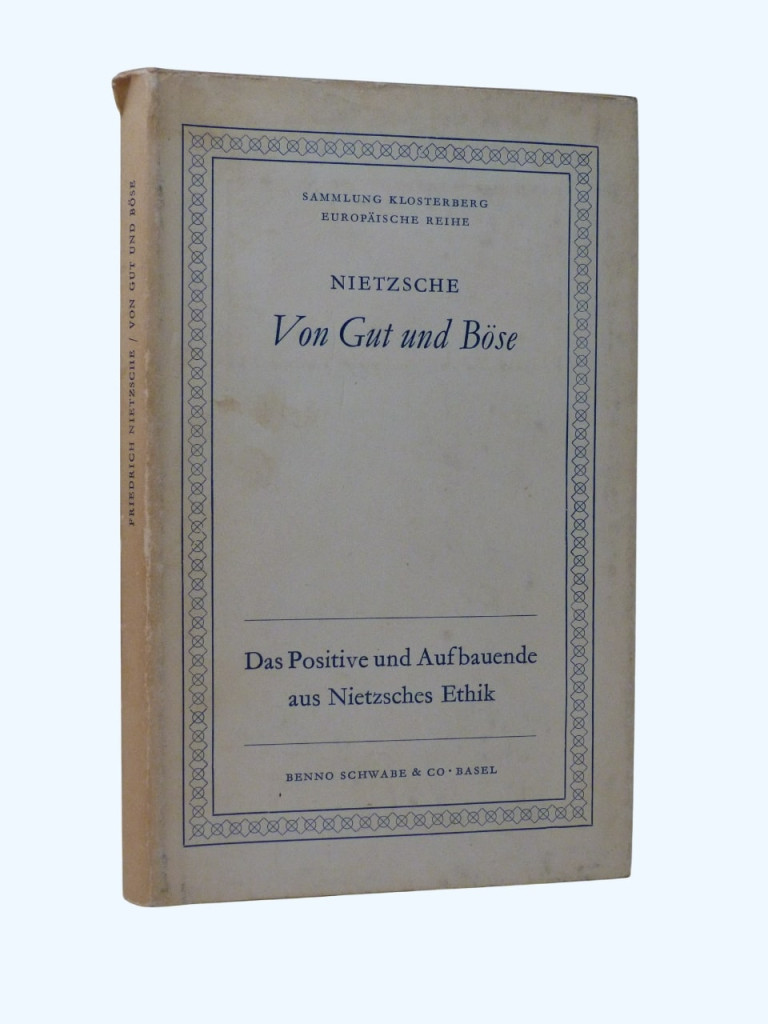 FRIEDRICH NIETZSCHE / VON GUT UND BÖSE
SAMMLUNG KLOSTERBERG
EUROPÄISCHE REIHE
NIETZSCHE
Von Gut und Böse
Das Positive und Aufbauende
aus Nietzsches Ethik
BENNO SCHWABE & CO · BASEL